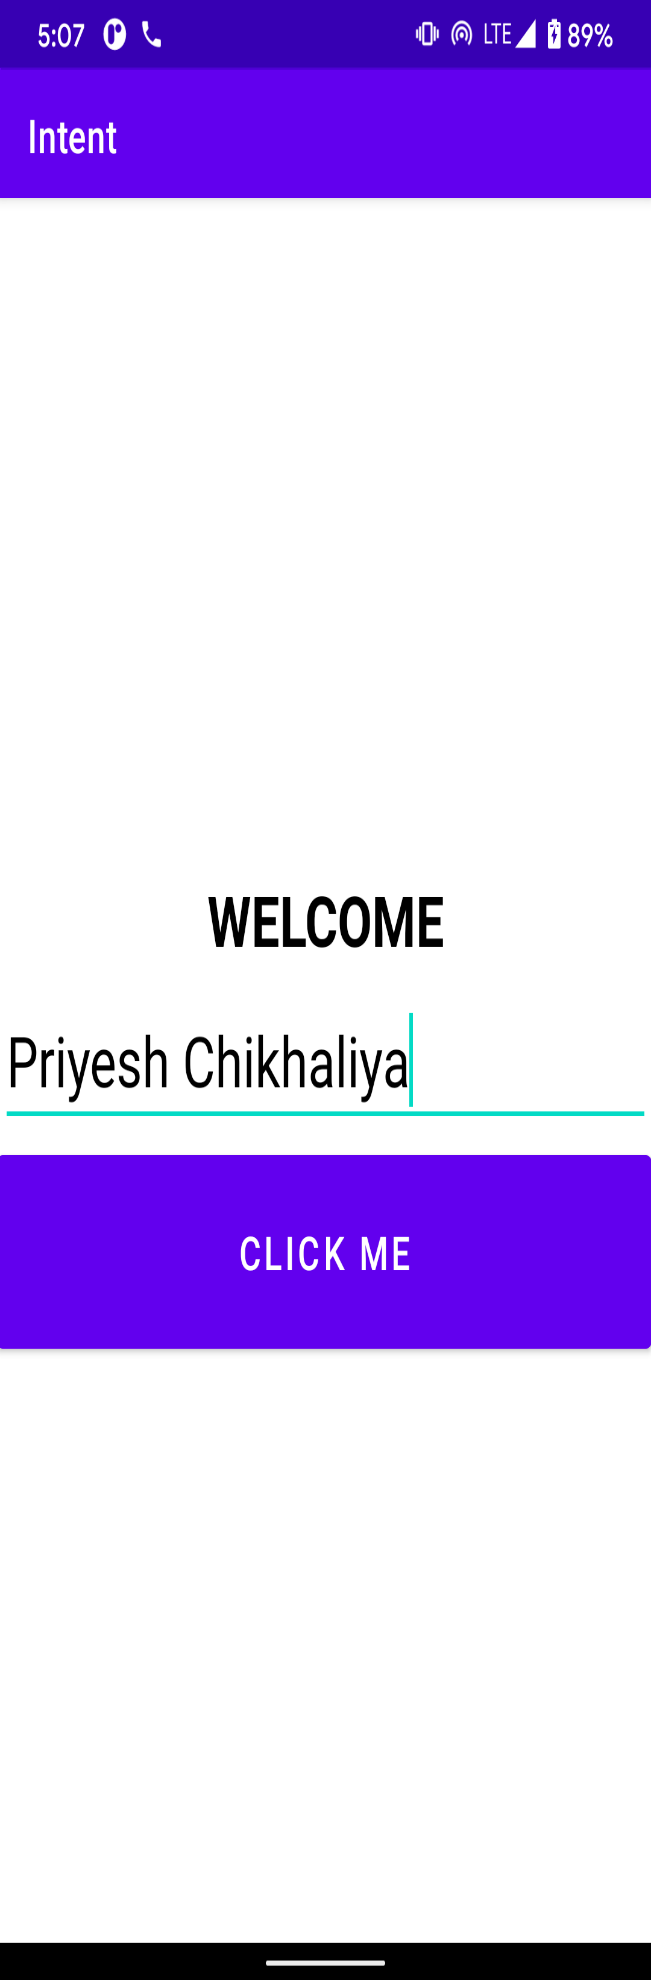 5:07 LTE 89%
Intent
WELCOME
Priyesh Chikhaliya
CLICK ME